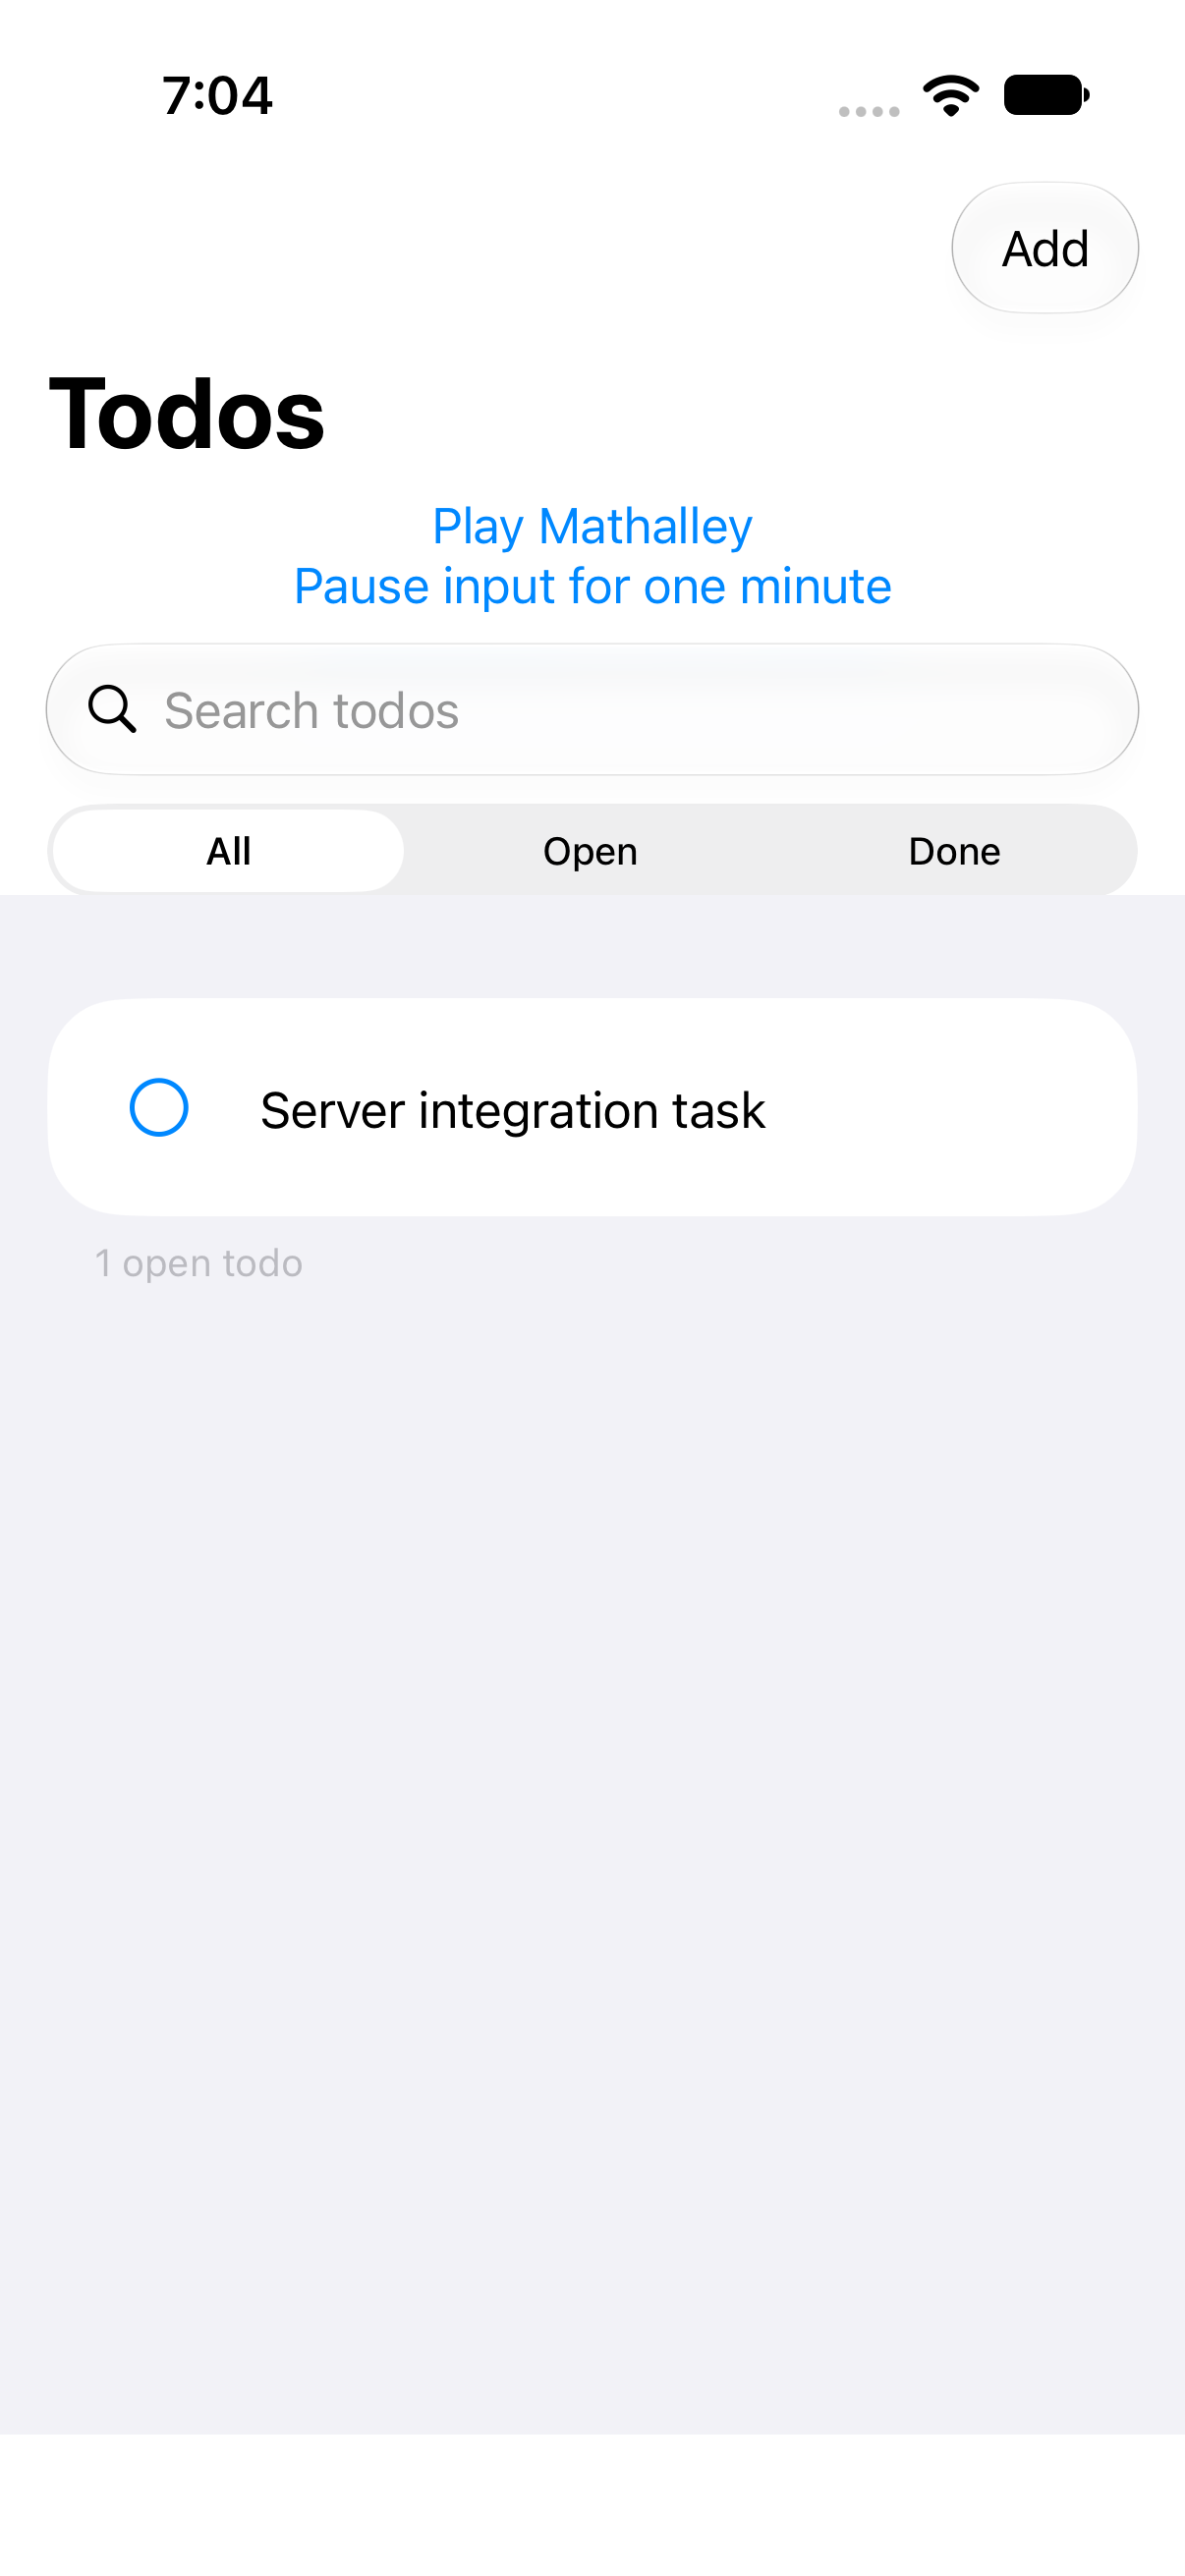 7:04
Add
Todos
Play Mathalley
Pause input for one minute
Search todos
All Open Done
Server integration task
1 open todo